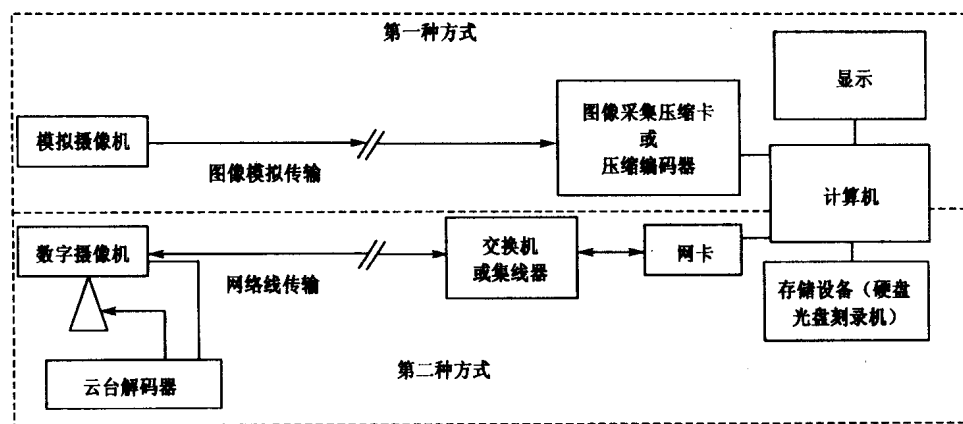 第一种方式
显示
模拟摄像机
图像模拟传输
图像采集压缩卡
或
压缩编码器
计算机
数字摄像机
网络线传输
交换机
或集线器
网卡
存储设备（硬盘
光盘刻录机）
云台解码器
第二种方式